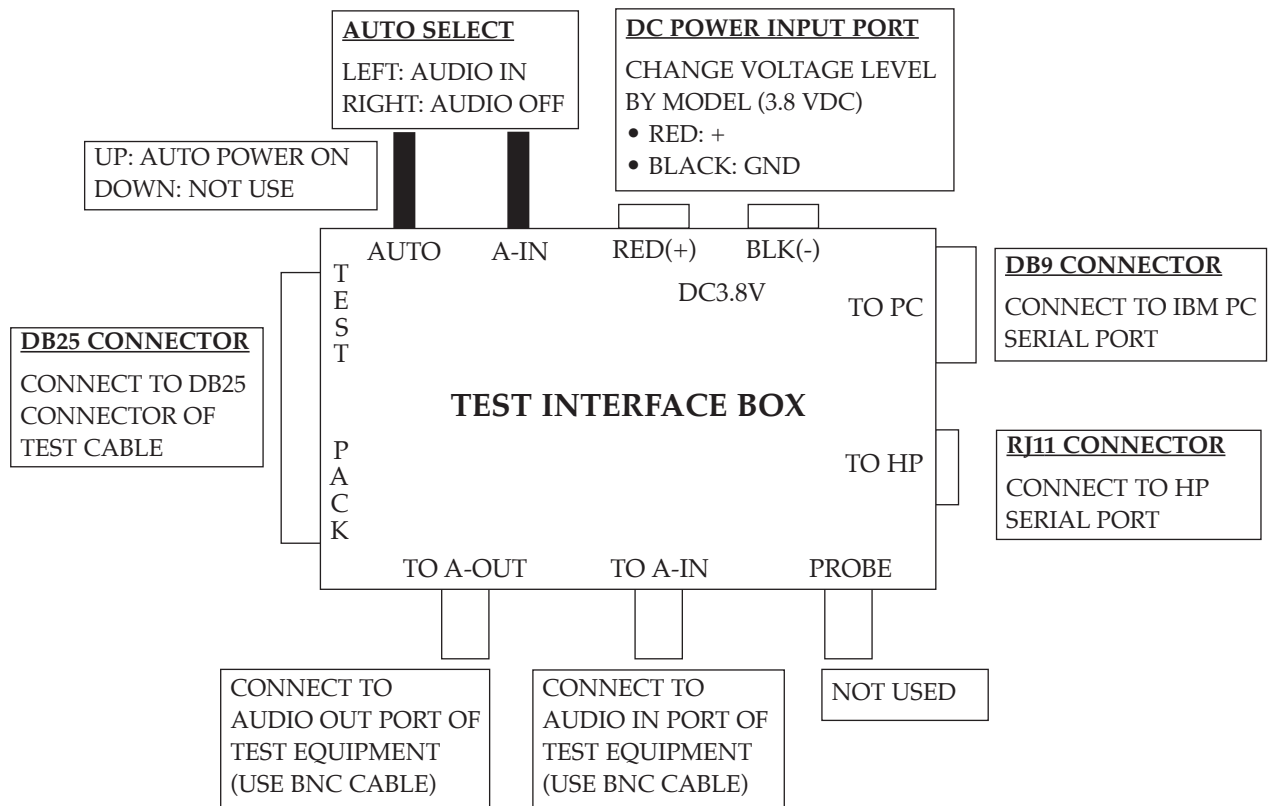 AUTO SELECT
LEFT: AUDIO IN
RIGHT: AUDIO OFF
DC POWER INPUT PORT
CHANGE VOLTAGE LEVEL
BY MODEL (3.8 VDC)
• RED: +
• BLACK: GND
UP: AUTO POWER ON
DOWN: NOT USE
AUTO
A-IN
RED(+)
BLK(-)
DC3.8V
TEST PACK
TO PC
DB9 CONNECTOR
CONNECT TO IBM PC
SERIAL PORT
DB25 CONNECTOR
CONNECT TO DB25
CONNECTOR OF
TEST CABLE
TEST INTERFACE BOX
TO HP
RJ11 CONNECTOR
CONNECT TO HP
SERIAL PORT
TO A-OUT
TO A-IN
PROBE
CONNECT TO
AUDIO OUT PORT OF
TEST EQUIPMENT
(USE BNC CABLE)
CONNECT TO
AUDIO IN PORT OF
TEST EQUIPMENT
(USE BNC CABLE)
NOT USED